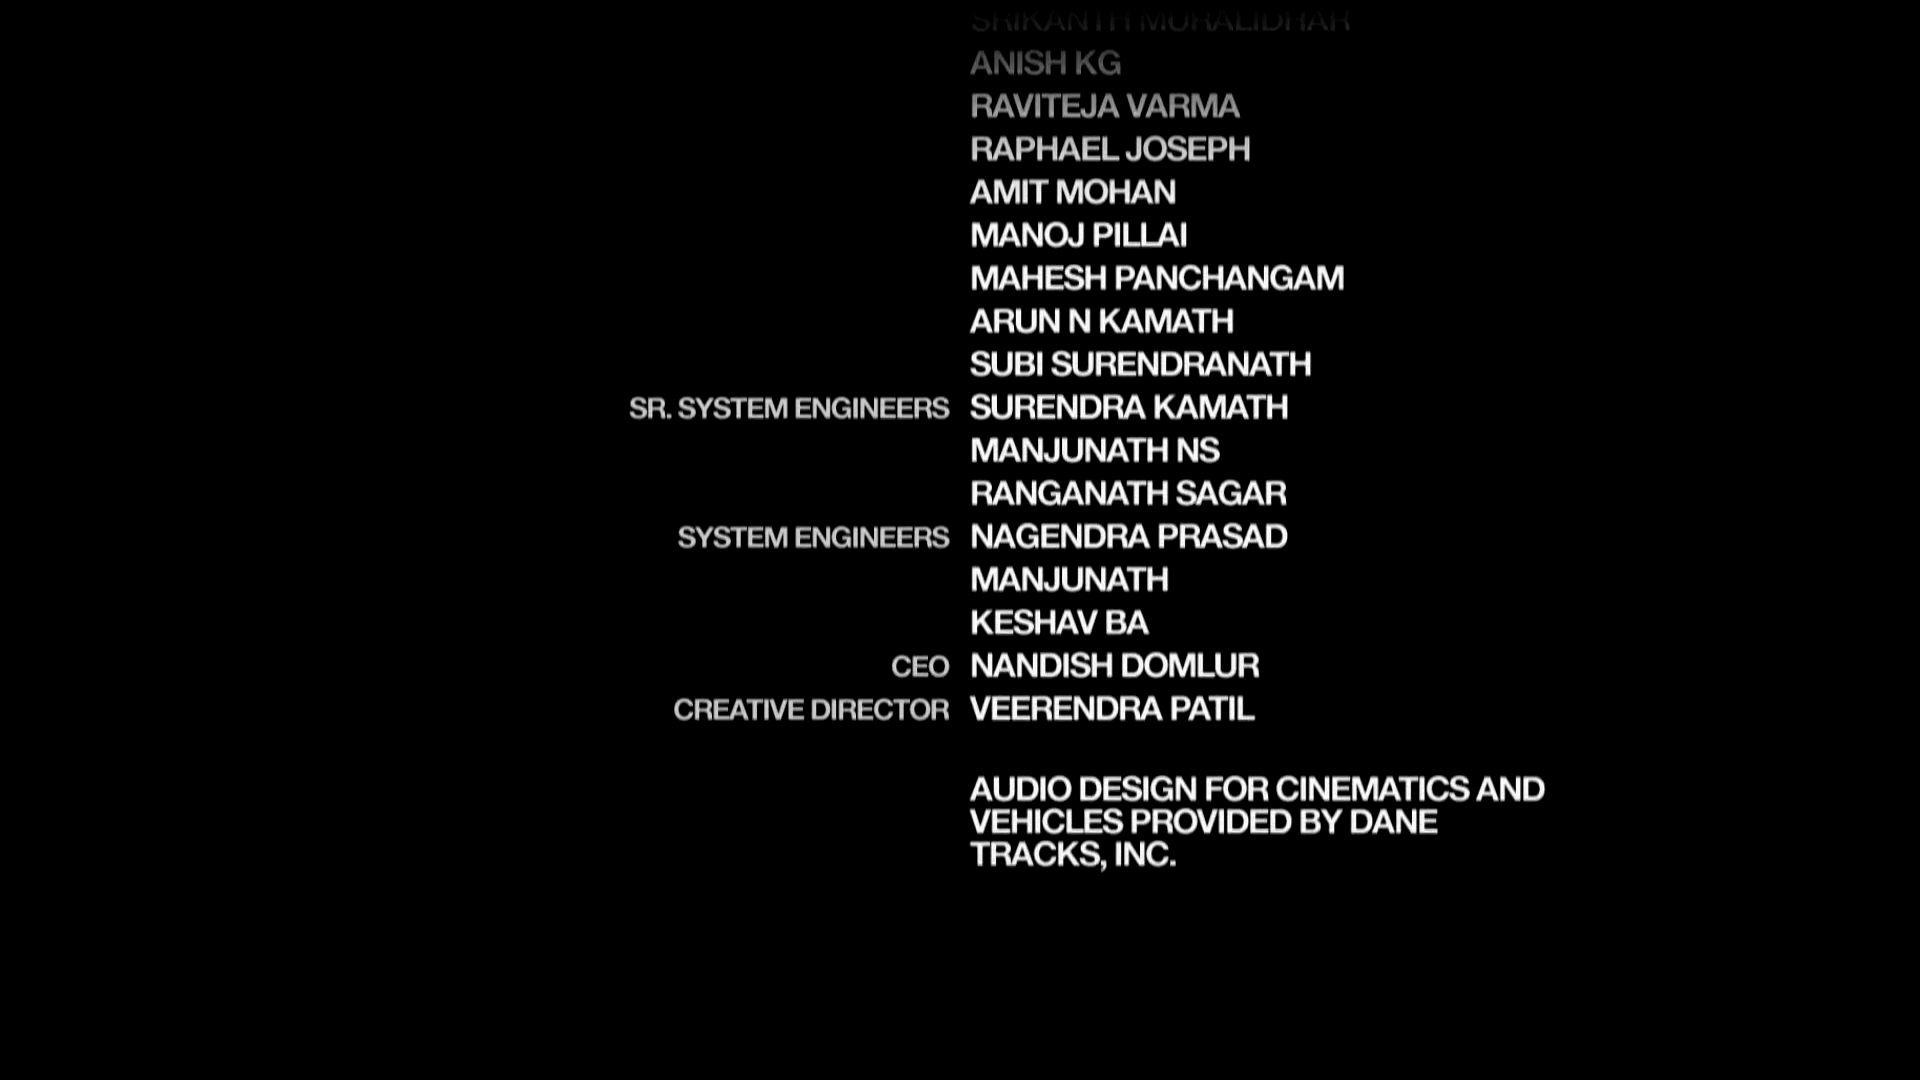 SRIKANTH MURALIDHAR
ANISH KG
RAVITEJA VARMA
RAPHAEL JOSEPH
AMIT MOHAN
MANOJ PILLAI
MAHESH PANCHANGAM
ARUN N KAMATH
SUBI SURENDRANATH
SR. SYSTEM ENGINEERS SURENDRA KAMATH
MANJUNATH NS
RANGANATH SAGAR
SYSTEM ENGINEERS NAGENDRA PRASAD
MANJUNATH
KESHAV BA
CEO NANDISH DOMLUR
CREATIVE DIRECTOR VEERENDRA PATIL
AUDIO DESIGN FOR CINEMATICS AND
VEHICLES PROVIDED BY DANE
TRACKS, INC.